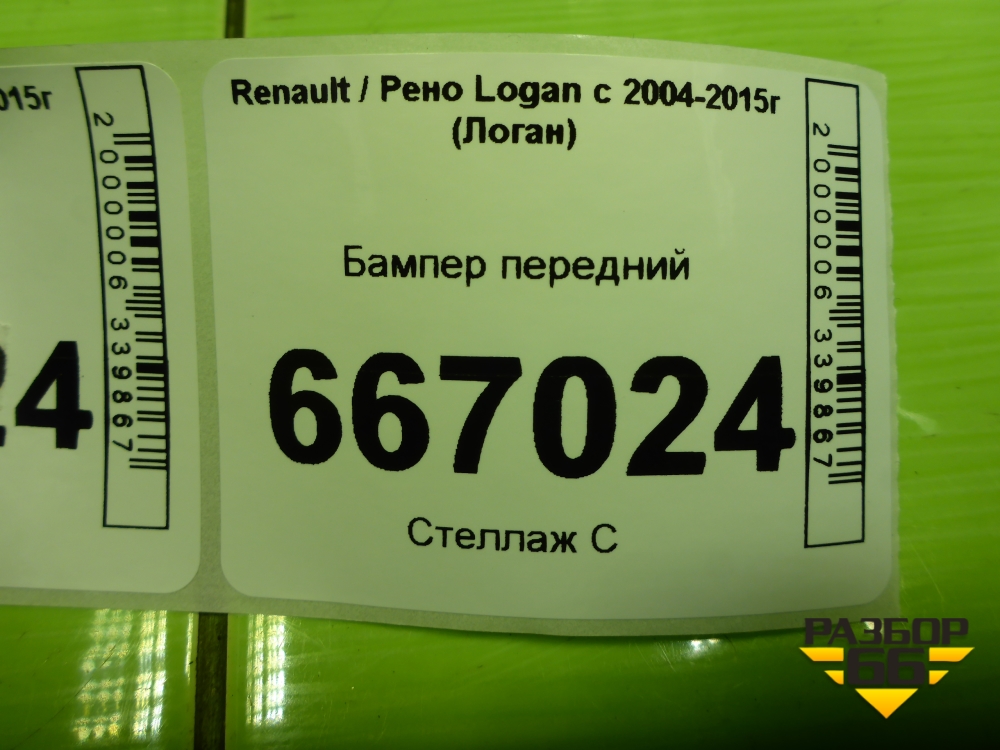 015г
2000006339867
24
Renault / Рено Logan с 2004-2015г
(Логан)
Бампер передний
667024
Стеллаж С
2000006339867
РАЗБОР
66